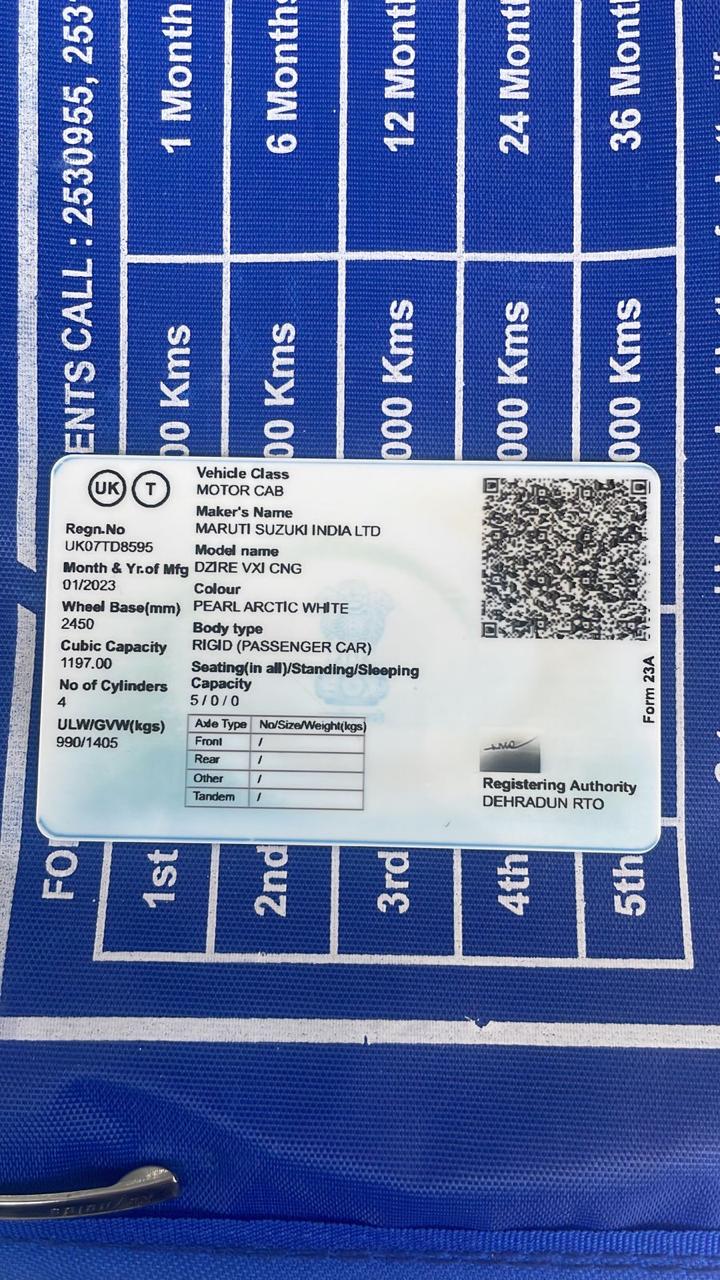 ENTS CALL : 2530955, 253
1 Month
6 Months
12 Mont
24 Mont
36 Mont
00 Kms
00 Kms
000 Kms
000 Kms
000 Kms
UK T
Regn.No
UK07TD8595
Month & Yr.of Mfg
01/2023
Wheel Base(mm)
2450
Cubic Capacity
1197.00
No of Cylinders
4
ULW/GVW(kgs)
990/1405
Vehicle Class
MOTOR CAB
Maker's Name
MARUTI SUZUKI INDIA LTD
Model name
DZIRE VXI CNG
Colour
PEARL ARCTIC WHITE
Body type
RIGID (PASSENGER CAR)
Seating(in all)/Standing/Sleeping
Capacity
5 / 0 / 0
Axle Type No/Size/Weight(kgs)
Front /
Rear /
Other /
Tandem /
Form 23A
Registering Authority
DEHRADUN RTO
FO
1st
2nd
3rd
4th
5th